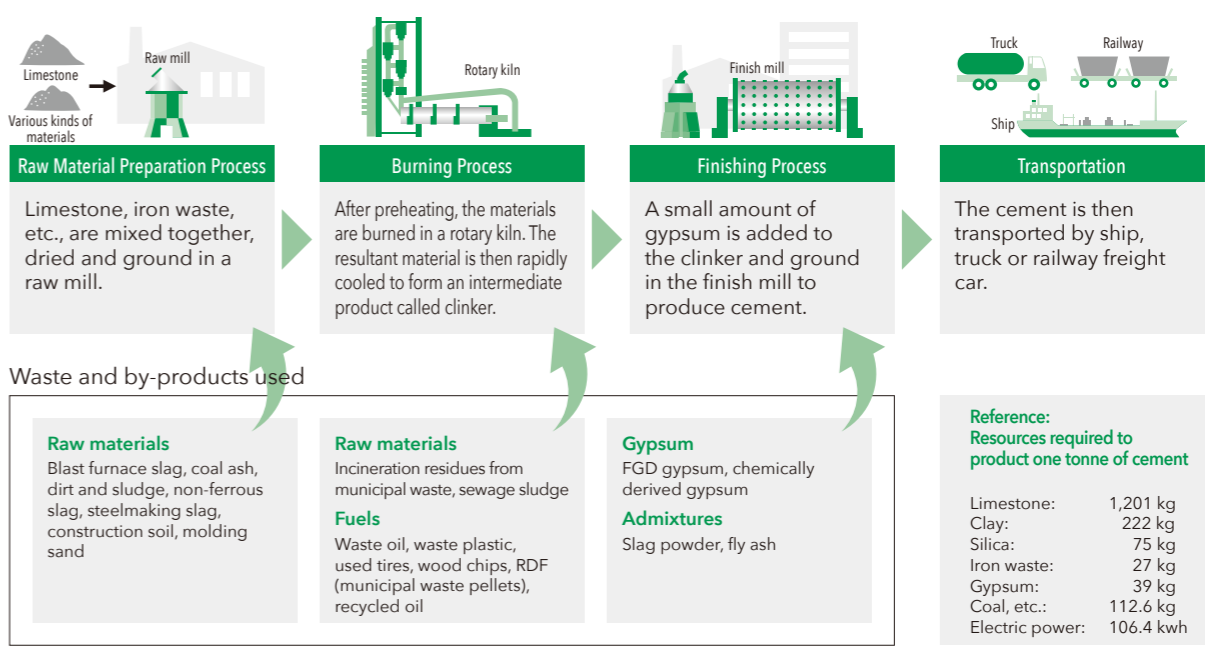 Limestone
Various kinds of
materials
Raw mill
Raw Material Preparation Process
Limestone, iron waste,
etc., are mixed together,
dried and ground in a
raw mill.
Rotary kiln
Burning Process
After preheating, the materials
are burned in a rotary kiln. The
resultant material is then rapidly
cooled to form an intermediate
product called clinker.
Finish mill
Finishing Process
A small amount of
gypsum is added to
the clinker and ground
in the finish mill to
produce cement.
Truck
Railway
Ship
Transportation
The cement is then
transported by ship,
truck or railway freight
car.
Waste and by-products used
Raw materials
Blast furnace slag, coal ash,
dirt and sludge, non-ferrous
slag, steelmaking slag,
construction soil, molding
sand
Raw materials
Incineration residues from
municipal waste, sewage sludge
Fuels
Waste oil, waste plastic,
used tires, wood chips, RDF
(municipal waste pellets),
recycled oil
Gypsum
FGD gypsum, chemically
derived gypsum
Admixtures
Slag powder, fly ash
Reference:
Resources required to
product one tonne of cement
Limestone: 1,201 kg
Clay: 222 kg
Silica: 75 kg
Iron waste: 27 kg
Gypsum: 39 kg
Coal, etc.: 112.6 kg
Electric power: 106.4 kwh